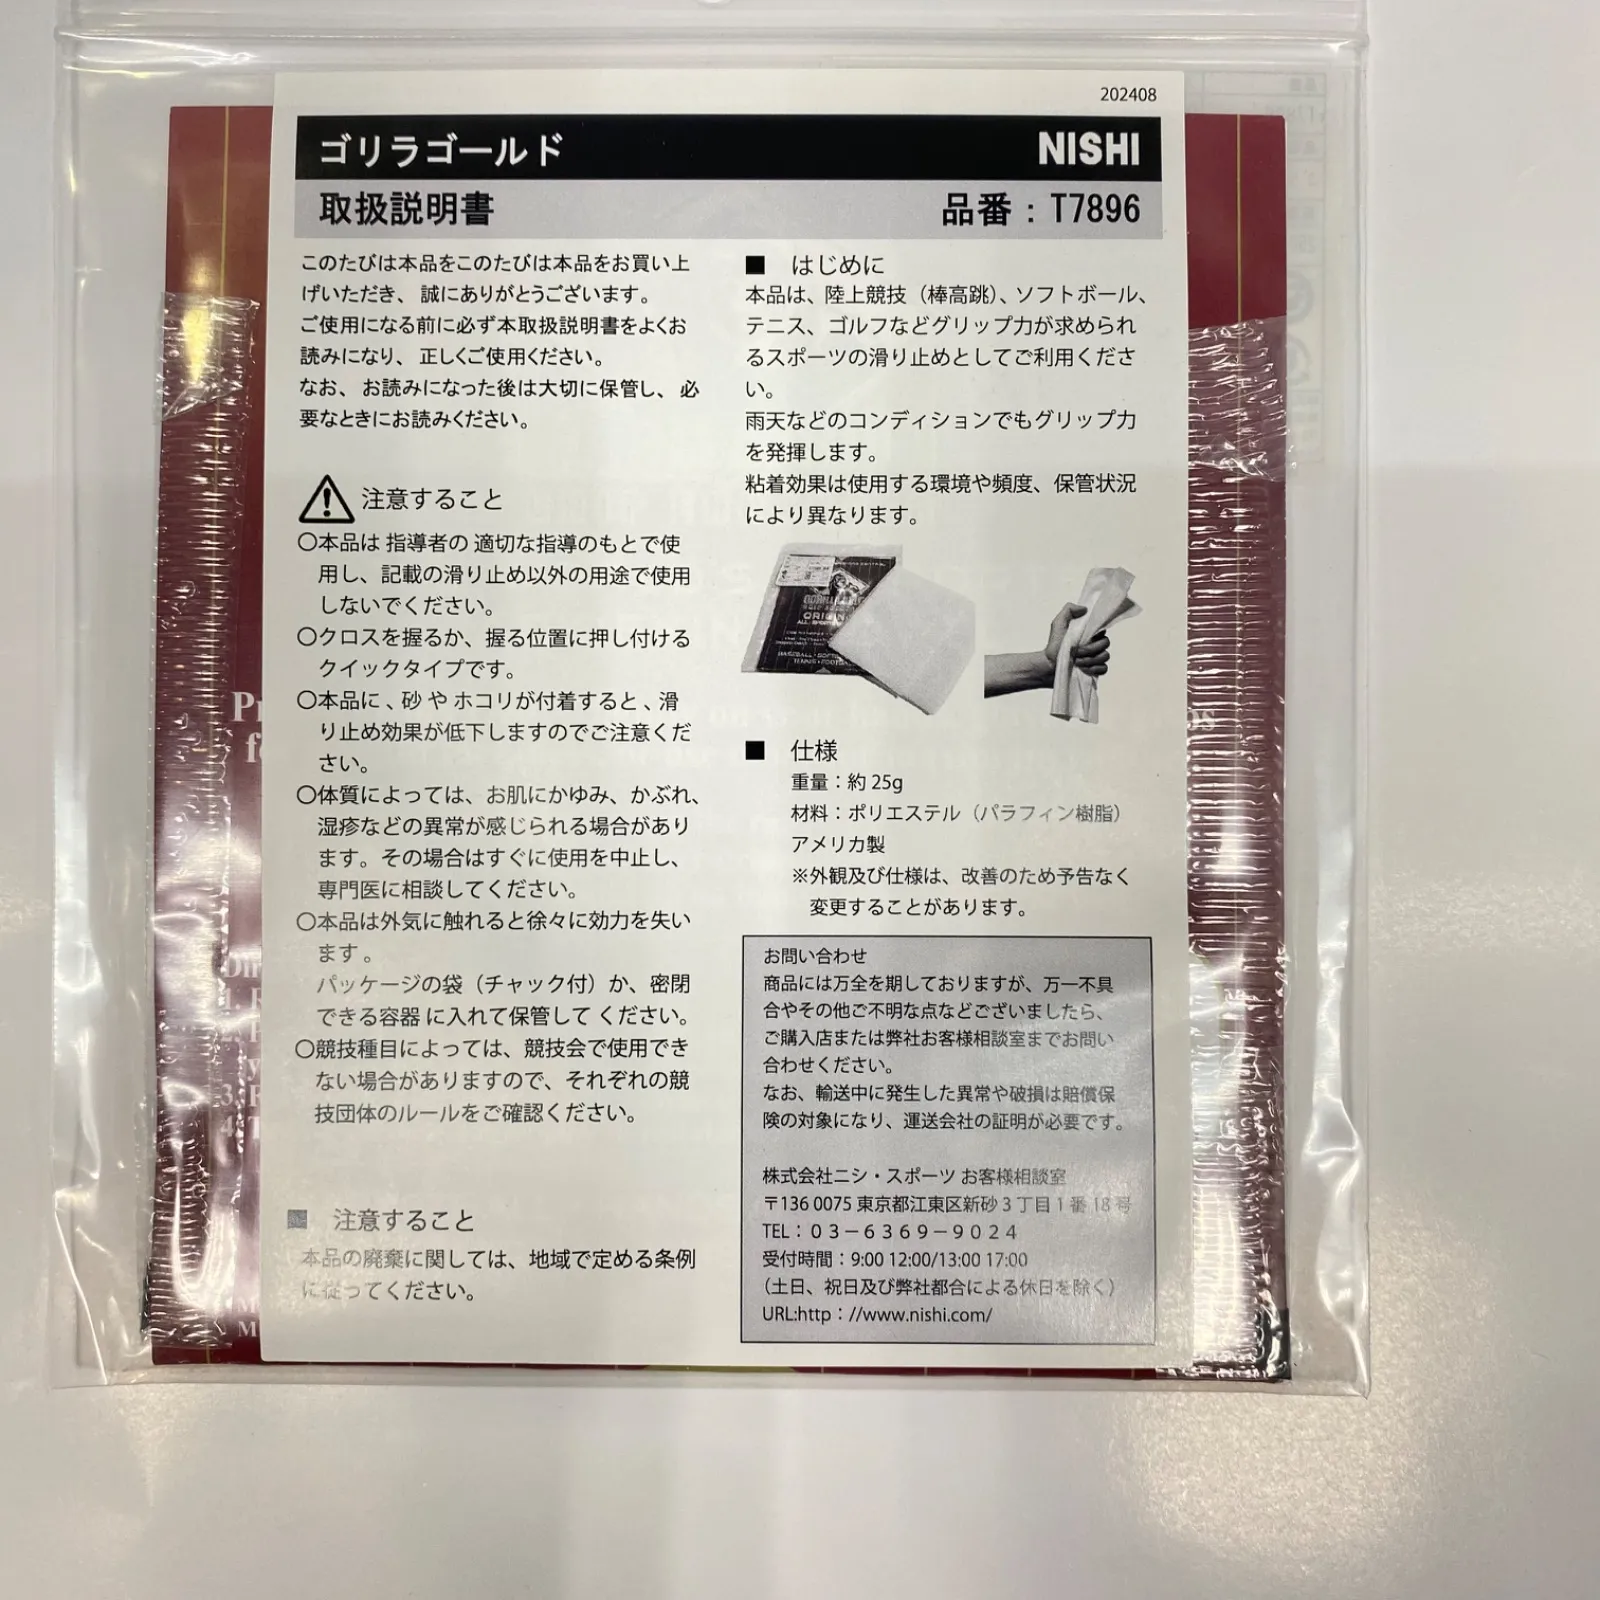 202408
ゴリラゴールド
NISHI
取扱説明書
品番：T7896
このたびは本品をこのたびは本品をお買い上
げいただき、誠にありがとうございます。
ご使用になる前に必ず本取扱説明書をよくお
読みになり、正しくご使用ください。
なお、お読みになった後は大切に保管し、必
要なときにお読みください。
注意すること
○本品は 指導者の 適切な指導のもとで使
用し、記載の滑り止め以外の用途で使用
しないでください。
○クロスを握るか、握る位置に押し付ける
クイックタイプです。
○本品に 、砂 や ホコリが付着すると 、滑
り止め効果が低下しますのでご注意くだ
さい。
○体質によっては、お肌にかゆみ、かぶれ、
湿疹などの異常が感じられる場合があり
ます。その場合はすぐに使用を中止し、
専門医に相談してください。
○本品は外気に触れると徐々に効力を失い
ます 。
パッケージの袋（チャック付）か、密閉
できる容器 に入れて保管して ください。
○競技種目によっては、競技会で使用でき
ない場合がありますので、それぞれの競
技団体のルールをご確認ください。
■ 注意すること
本品の廃棄に関しては、地域で定める条例
に従ってください。
■ はじめに
本品は、陸上競技（棒高跳）、ソフトボール、
テニス、ゴルフなどグリップ力が求められ
るスポーツの滑り止めとしてご利用くださ
い。
雨天などのコンディションでもグリップ力
を発揮します。
粘着効果は使用する環境や頻度、保管状況
により異なります。
■ 仕様
重量：約 25g
材料：ポリエステル（パラフィン樹脂）
アメリカ製
※外観及び仕様は、改善のため予告なく
変更することがあります。
お問い合わせ
商品には万全を期しておりますが、万一不具
合やその他ご不明な点などございましたら、
ご購入店または弊社お客様相談室までお問い
合わせください。
なお、輸送中に発生した異常や破損は賠償保
険の対象になり、運送会社の証明が必要です。
株式会社ニシ・スポーツ お客様相談室
〒136 0075 東京都江東区新砂 3 丁目 1 番 18 号
TEL：０３－６３６９－９０２４
受付時間：9:00 12:00/13:00 17:00
（土日、祝日及び弊社都合による休日を除く）
URL:http：//www.nishi.com/